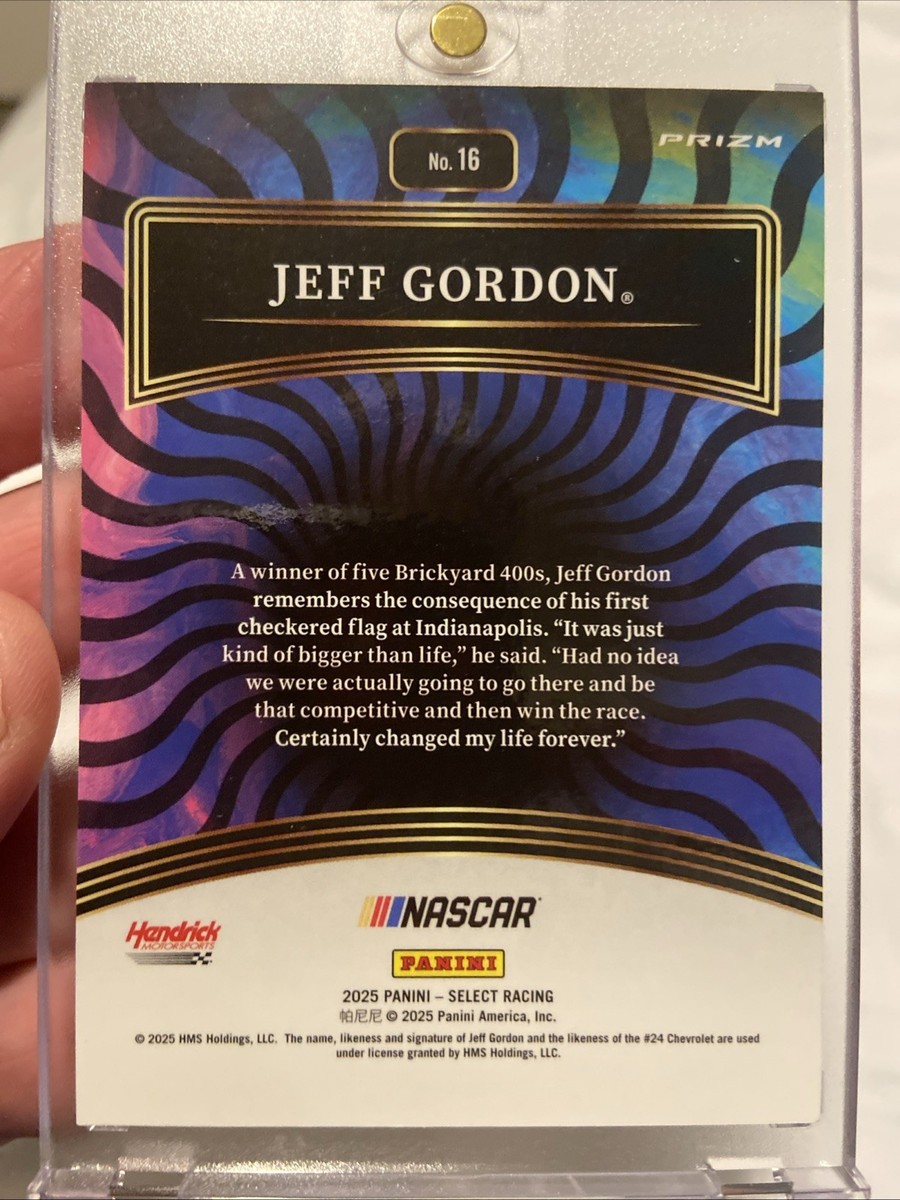 PRIZM
No. 16
JEFF GORDON®
A winner of five Brickyard 400s, Jeff Gordon
remembers the consequence of his first
checkered flag at Indianapolis. “It was just
kind of bigger than life,” he said. “Had no idea
we were actually going to go there and be
that competitive and then win the race.
Certainly changed my life forever.”
NASCAR
Hendrick
MOTORSPORTS
PANINI
2025 PANINI – SELECT RACING
帕尼尼 © 2025 Panini America, Inc.
© 2025 HMS Holdings, LLC. The name, likeness and signature of Jeff Gordon and the likeness of the #24 Chevrolet are used
under license granted by HMS Holdings, LLC.